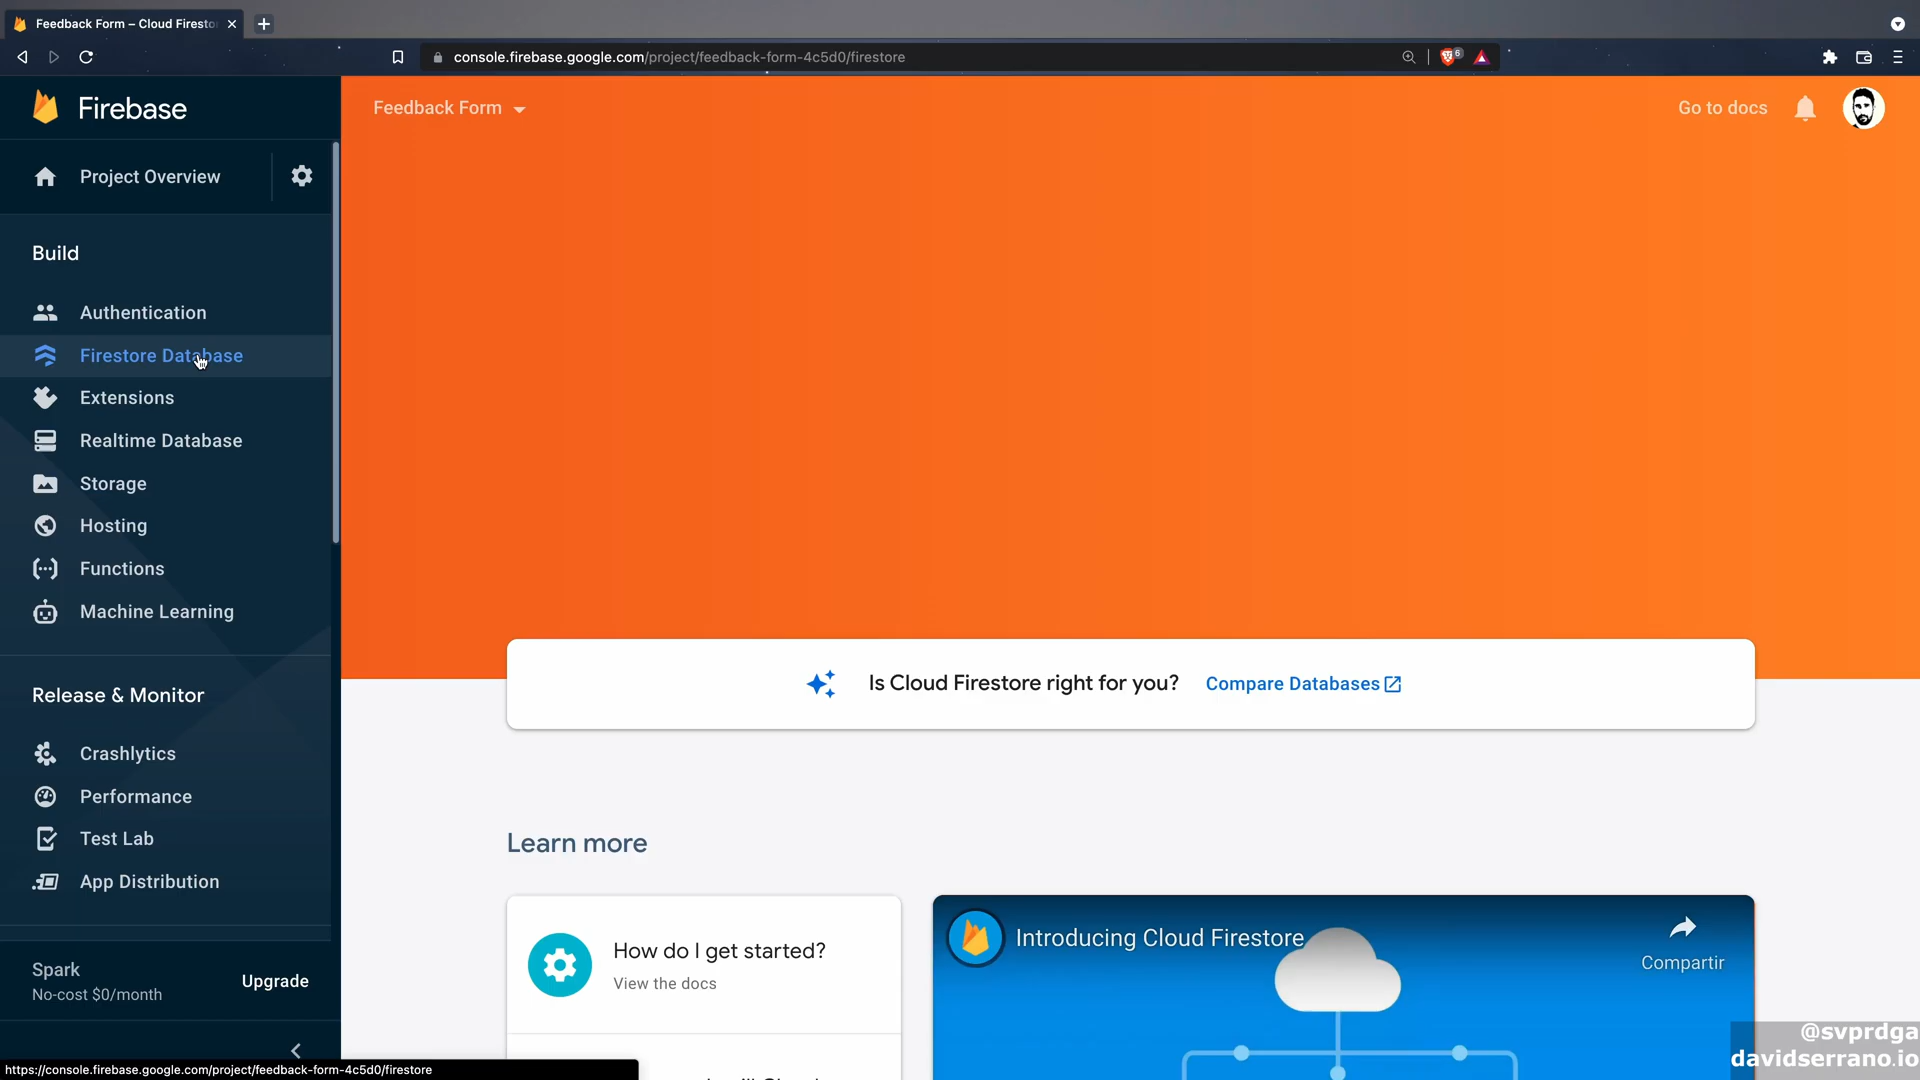 Feedback Form – Cloud Firesto
console.firebase.google.com/project/feedback-form-4c5d0/firestore
6
Firebase
Feedback Form
Go to docs
Project Overview
Build
Authentication
Firestore Database
Extensions
Realtime Database
Storage
Hosting
Functions
Machine Learning
Is Cloud Firestore right for you? Compare Databases
Release & Monitor
Crashlytics
Performance
Test Lab
App Distribution
Learn more
How do I get started?
View the docs
Introducing Cloud Firestore
Compartir
Spark
No-cost $0/month
Upgrade
@svprdga
davidserrano.io
https://console.firebase.google.com/project/feedback-form-4c5d0/firestore